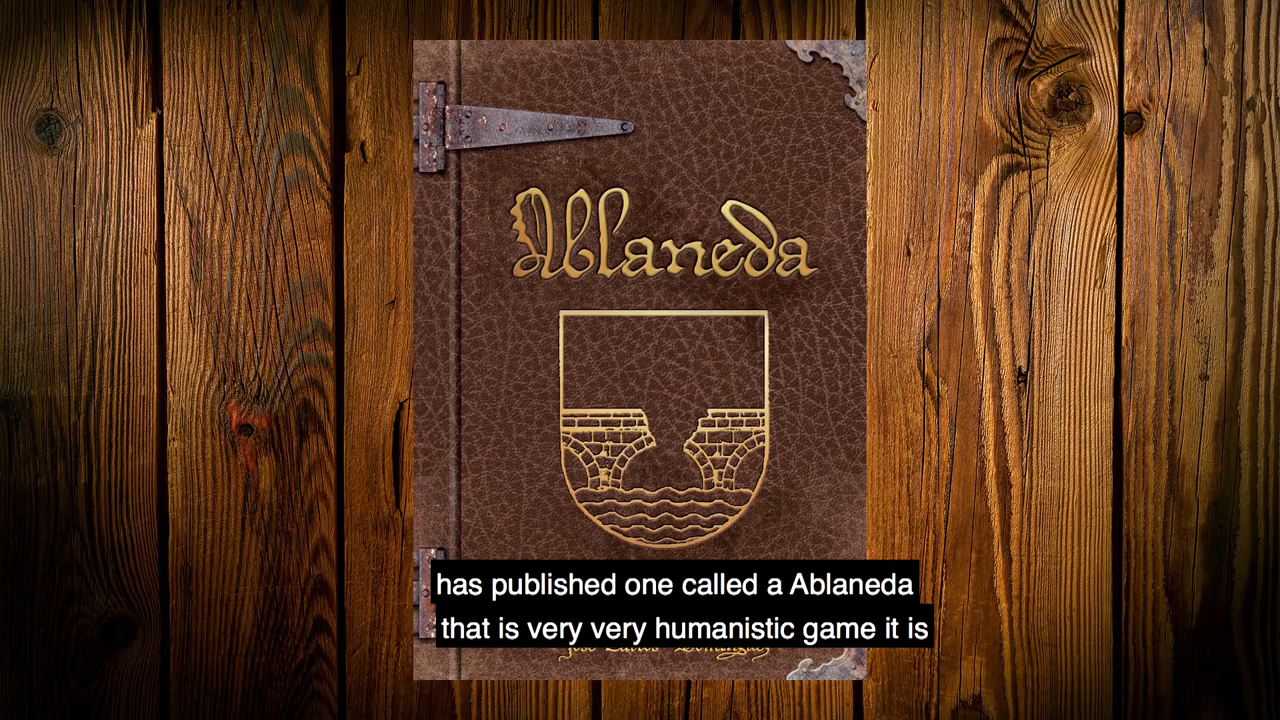 Ablaneda
has published one called a Ablaneda
that is very very humanistic game it is